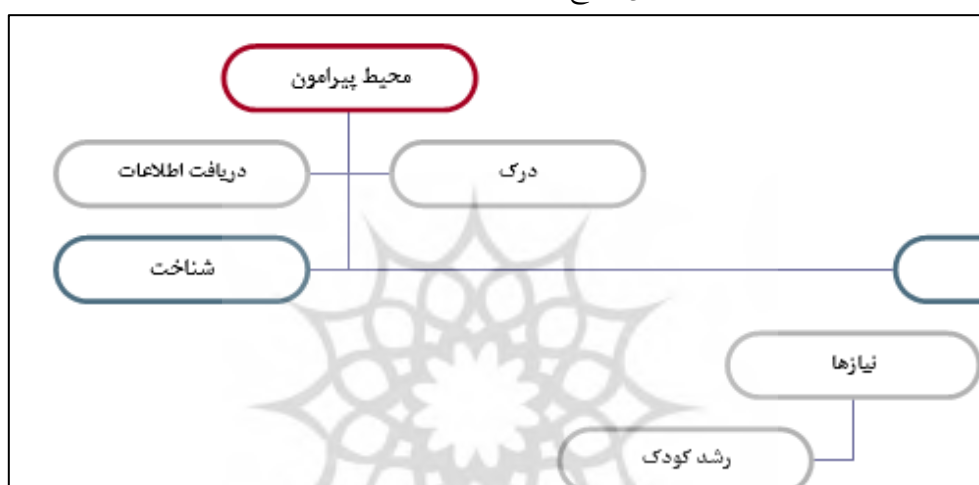 محیط پیرامون
درک
دریافت اطلاعات
شناخت
نیازها
رشد کودک